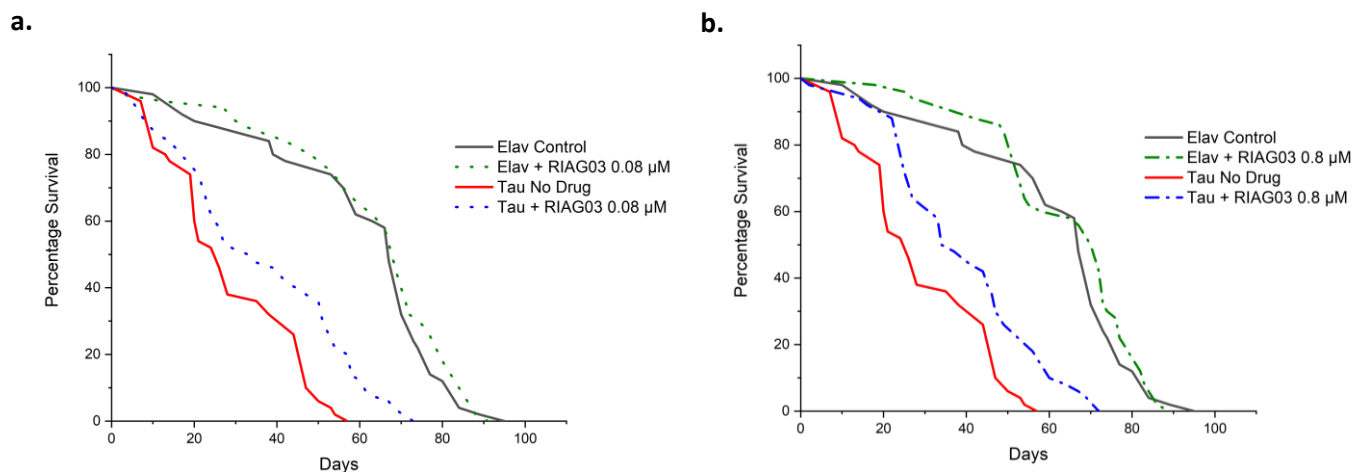 a.
100
80
60
40
20
0
Percentage Survival
0 20 40 60 80 100
Days
Elav Control
Elav + RIAG03 0.08 µM
Tau No Drug
Tau + RIAG03 0.08 µM
b.
100
80
60
40
20
0
Percentage Survival
0 20 40 60 80 100
Days
Elav Control
Elav + RIAG03 0.8 µM
Tau No Drug
Tau + RIAG03 0.8 µM